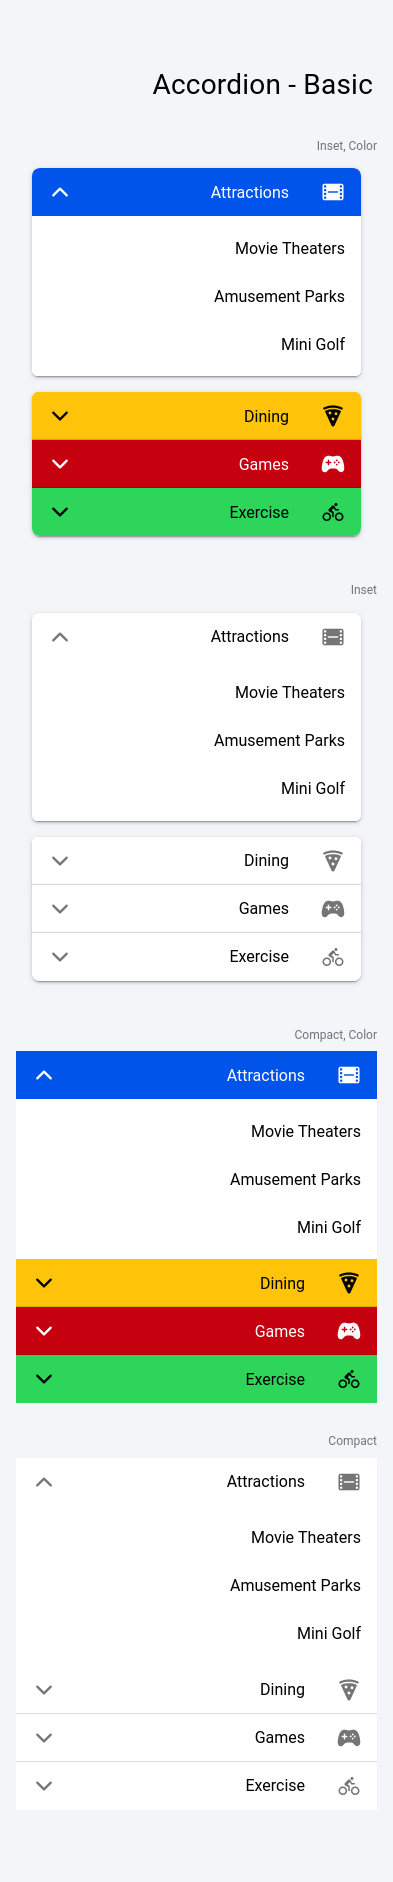 Accordion - Basic
Inset, Color
Attractions
Movie Theaters
Amusement Parks
Mini Golf
Dining
Games
Exercise
Inset
Attractions
Movie Theaters
Amusement Parks
Mini Golf
Dining
Games
Exercise
Compact, Color
Attractions
Movie Theaters
Amusement Parks
Mini Golf
Dining
Games
Exercise
Compact
Attractions
Movie Theaters
Amusement Parks
Mini Golf
Dining
Games
Exercise